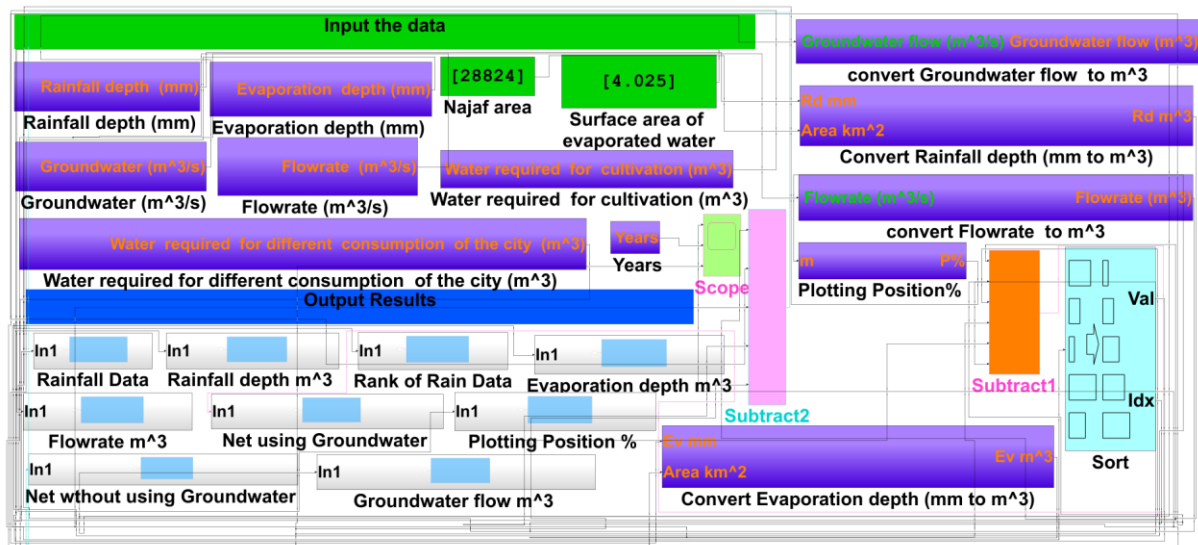 Input the data
Rainfall depth (mm)
Rainfall depth (mm)
Evaporation depth (mm)
Evaporation depth (mm)
[28824]
Najaf area
[4.025]
Surface area of
evaporated water
Groundwater (m^3/s)
Groundwater (m^3/s)
Flowrate (m^3/s)
Flowrate (m^3/s)
Water required for cultivation (m^3)
Water required for cultivation (m^3)
Water required for different consumption of the city (m^3)
Water required for different consumption of the city (m^3)
Years
Years
Scope
Output Results
In1
Rainfall Data
In1
Rainfall depth m^3
In1
Rank of Rain Data
In1
Evaporation depth m^3
In1
Flowrate m^3
In1
Net using Groundwater
In1
Plotting Position %
In1
Net wthout using Groundwater
In1
Groundwater flow m^3
Subtract2
Groundwater flow (m^3/s)
Groundwater flow (m^3)
convert Groundwater flow to m^3
Rd mm
Area km^2
Rd m^3
Convert Rainfall depth (mm to m^3)
Flowrate (m^3/s)
Flowrate (m^3)
convert Flowrate to m^3
m
P%
Plotting Position%
Subtract1
Val
Idx
Sort
Ev mm
Area km^2
Ev m^3
Convert Evaporation depth (mm to m^3)